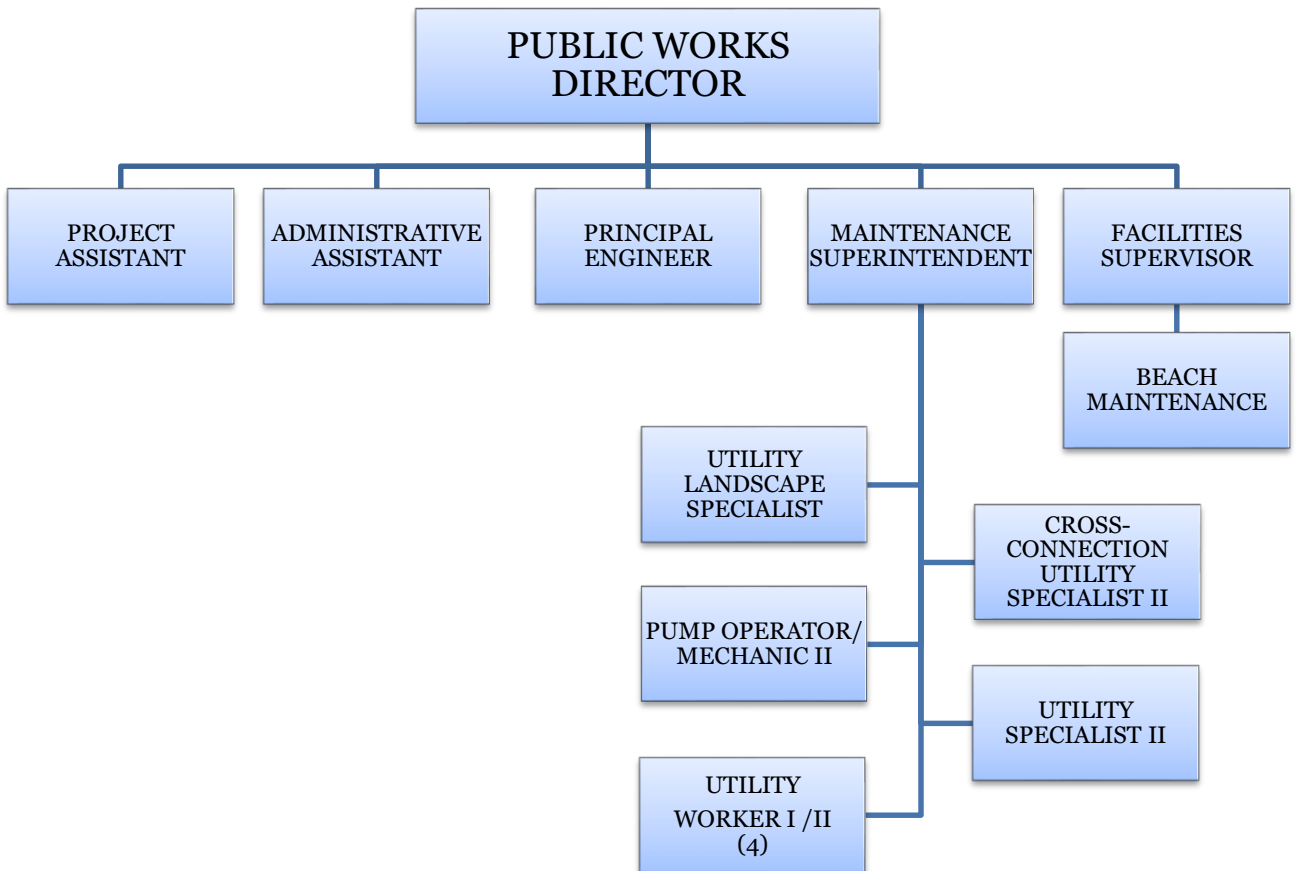 PUBLIC WORKS
DIRECTOR
PROJECT
ASSISTANT
ADMINISTRATIVE
ASSISTANT
PRINCIPAL
ENGINEER
MAINTENANCE
SUPERINTENDENT
FACILITIES
SUPERVISOR
BEACH
MAINTENANCE
UTILITY
LANDSCAPE
SPECIALIST
CROSS-
CONNECTION
UTILITY
SPECIALIST II
PUMP OPERATOR/
MECHANIC II
UTILITY
SPECIALIST II
UTILITY
WORKER I /II
(4)